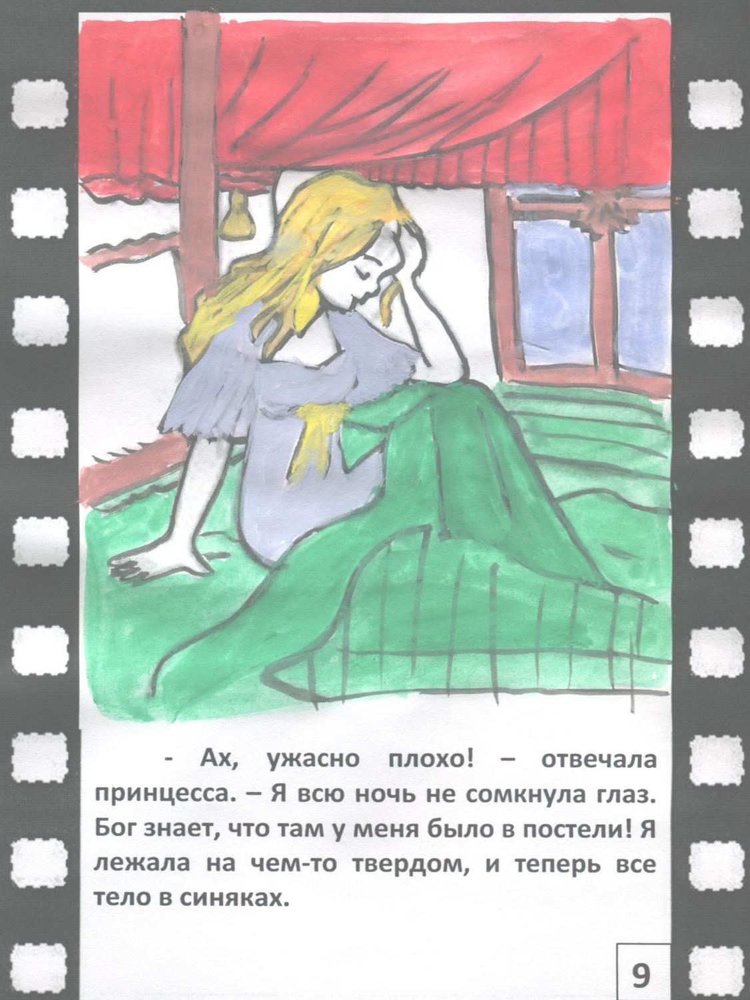 - Ах, ужасно плохо! – отвечала
принцесса. – Я всю ночь не сомкнула глаз.
Бог знает, что там у меня было в постели! Я
лежала на чем-то твердом, и теперь все
тело в синяках.
9